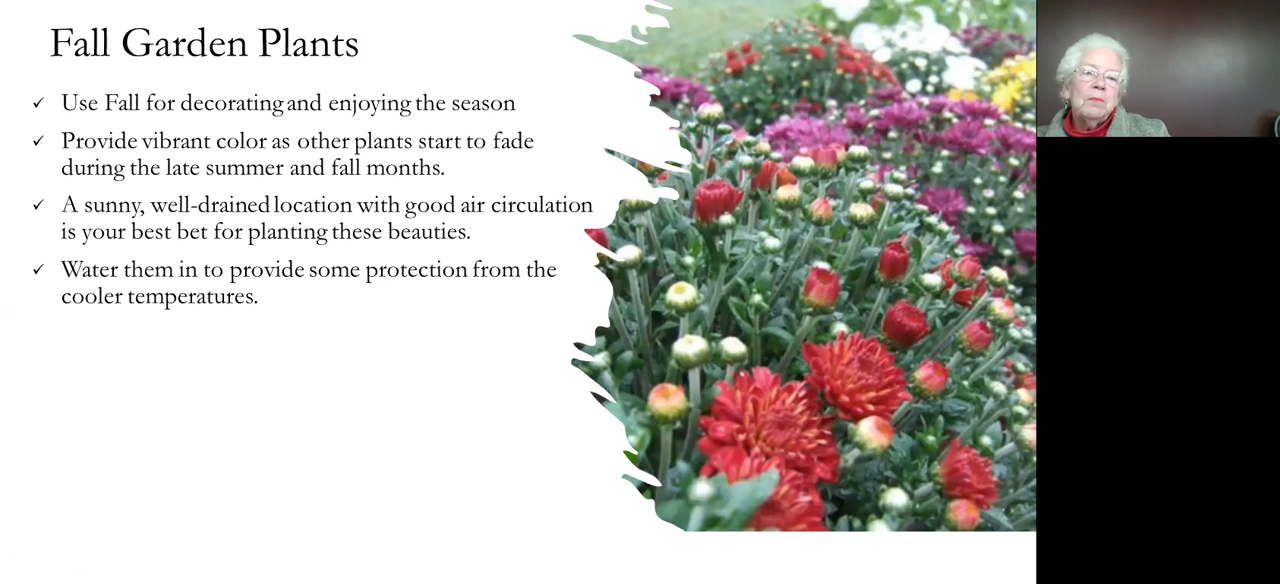 Fall Garden Plants
✓ Use Fall for decorating and enjoying the season
✓ Provide vibrant color as other plants start to fade
during the late summer and fall months.
✓ A sunny, well-drained location with good air circulation
is your best bet for planting these beauties.
✓ Water them in to provide some protection from the
cooler temperatures.